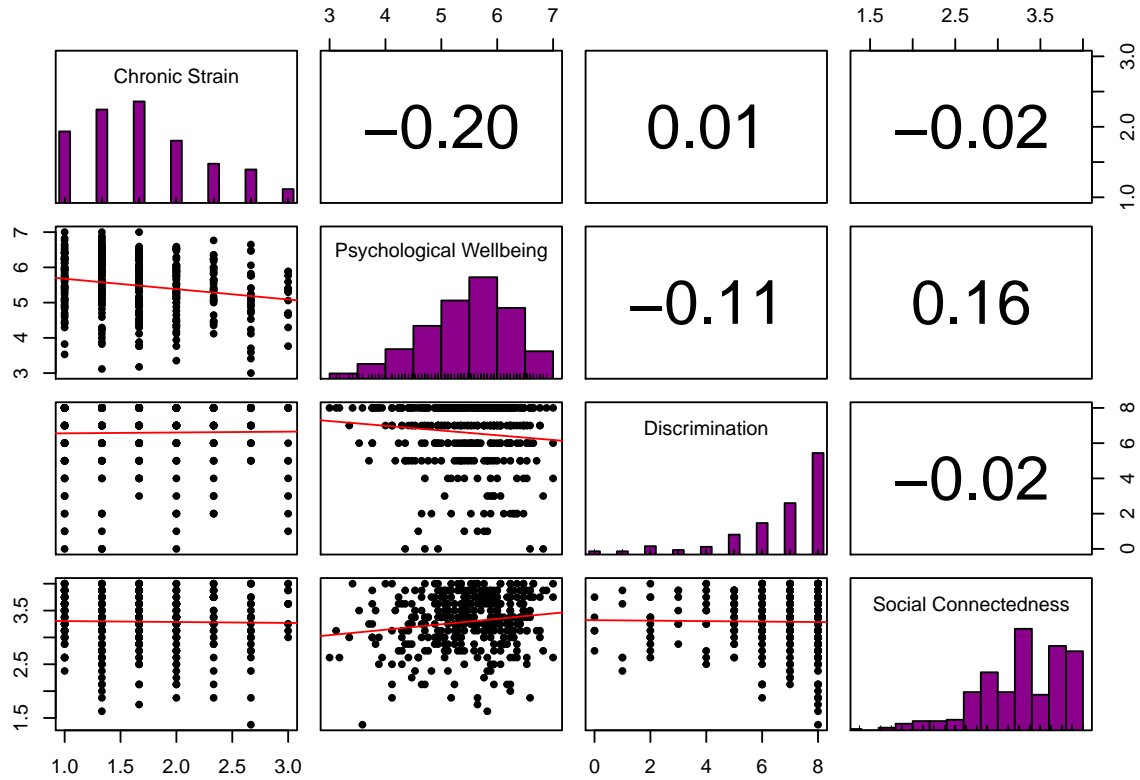 3 4 5 6 7
1.5 2.5 3.5
Chronic Strain
−0.20
0.01
−0.02
1.0 2.0 3.0
3 4 5 6 7
Psychological Wellbeing
−0.11
0.16
Discrimination
−0.02
0 2 4 6 8
1.5 2.5 3.5
Social Connectedness
1.0 1.5 2.0 2.5 3.0
0 2 4 6 8